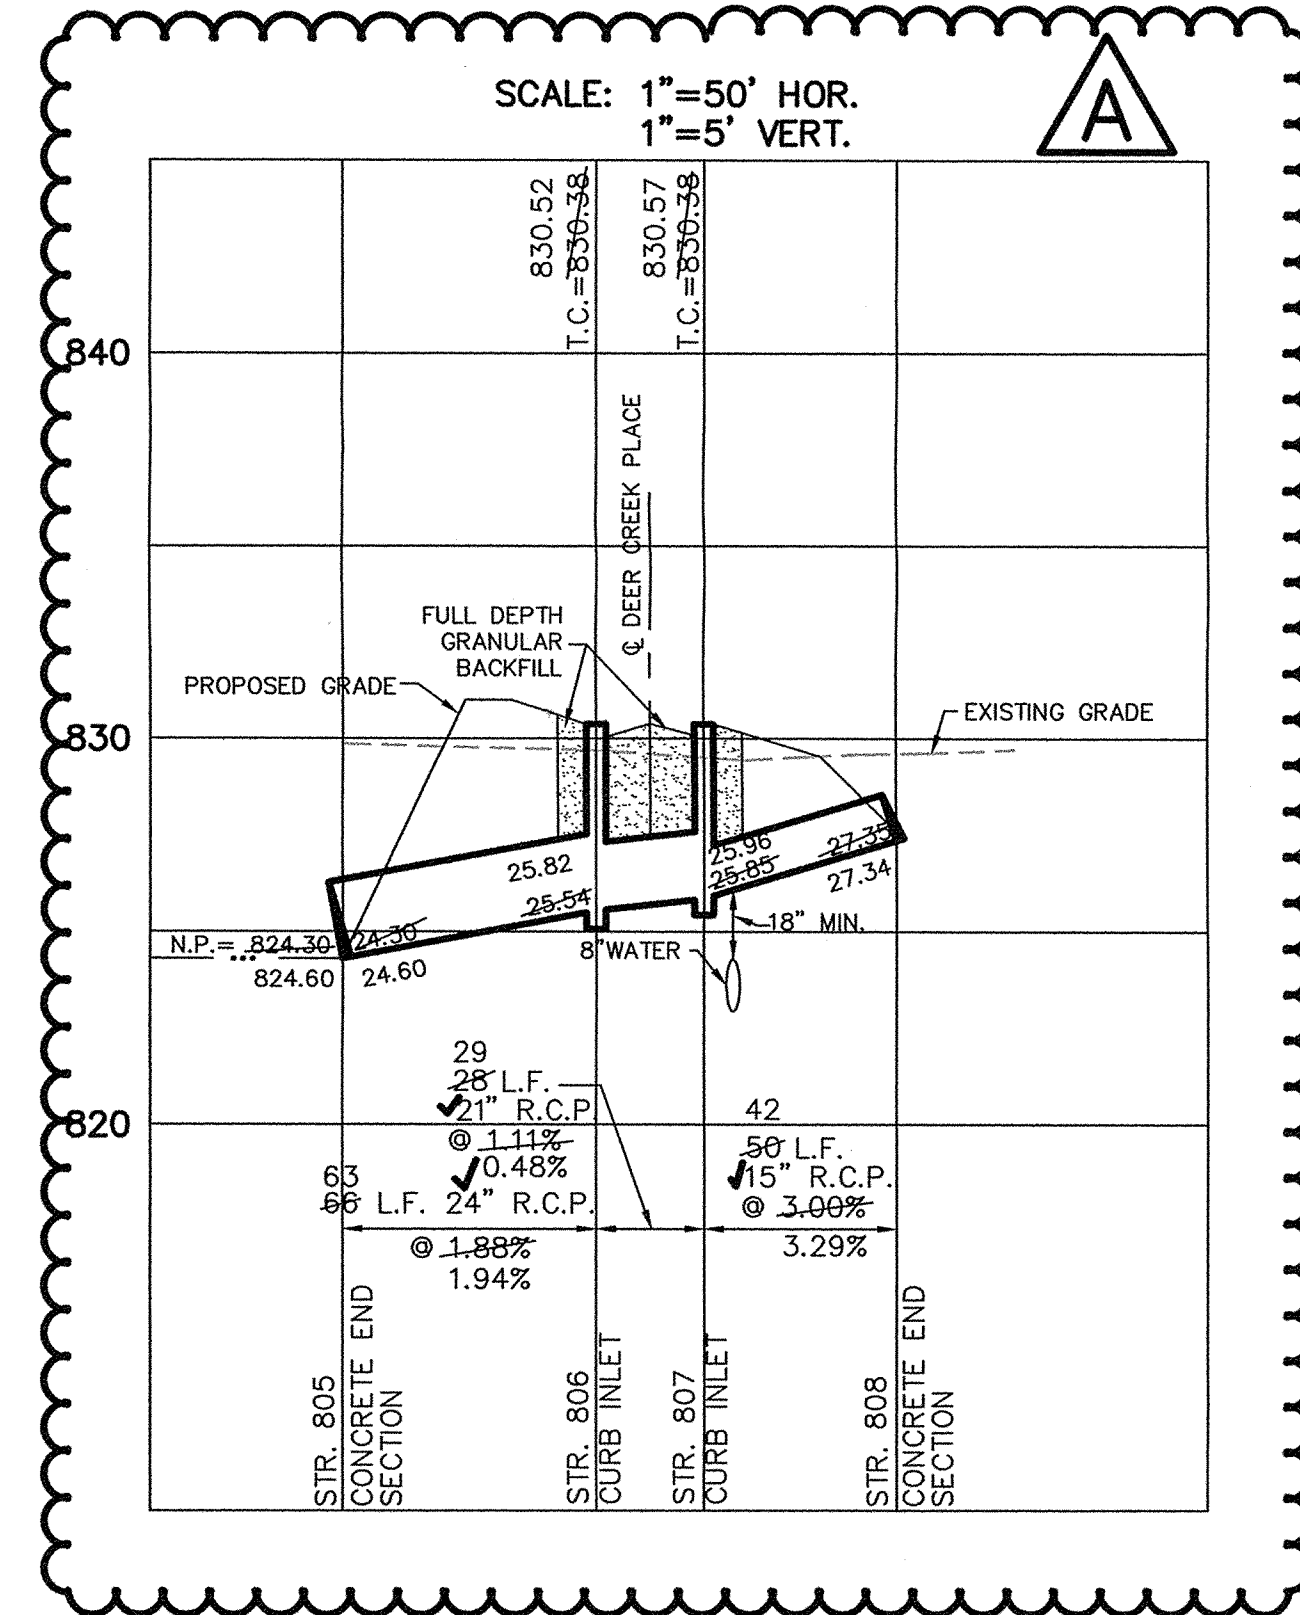 SCALE: 1"=50' HOR.
1"=5' VERT.
A
830.52
T.C.=830.38
830.57
T.C.=830.38
840
℄ DEER CREEK PLACE
FULL DEPTH
GRANULAR
BACKFILL
PROPOSED GRADE
EXISTING GRADE
830
25.82
25.54
25.96
25.85
27.35
27.34
18" MIN.
8"WATER
N.P.= 824.30
824.60
24.30
24.60
29
28 L.F.
21" R.C.P
@ 1.11%
0.48%
820
42
50 L.F.
15" R.C.P.
@ 3.00%
3.29%
63
66 L.F. 24" R.C.P.
@ 1.88%
1.94%
STR. 805
CONCRETE END
SECTION
STR. 806
CURB INLET
STR. 807
CURB INLET
STR. 808
CONCRETE END
SECTION